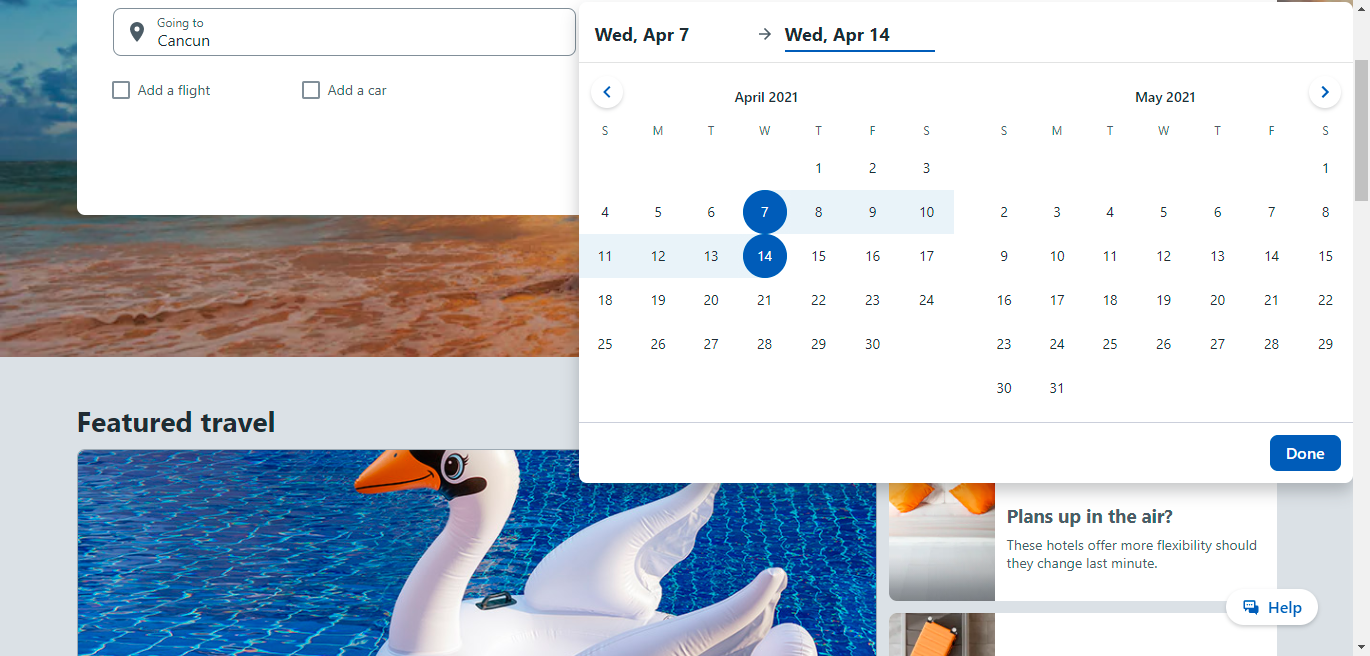 Going to
Cancun
Add a flight
Add a car
Wed, Apr 7
Wed, Apr 14
April 2021
S M T W T F S
1 2 3
4 5 6 7 8 9 10
11 12 13 14 15 16 17
18 19 20 21 22 23 24
25 26 27 28 29 30
May 2021
S M T W T F S
1
2 3 4 5 6 7 8
9 10 11 12 13 14 15
16 17 18 19 20 21 22
23 24 25 26 27 28 29
30 31
Done
Featured travel
Plans up in the air?
These hotels offer more flexibility should
they change last minute.
Help